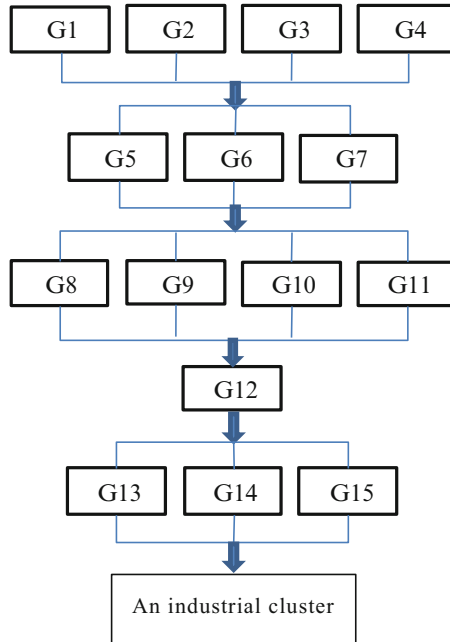 G1 G2 G3 G4
G5 G6 G7
G8 G9 G10 G11
G12
G13 G14 G15
An industrial cluster